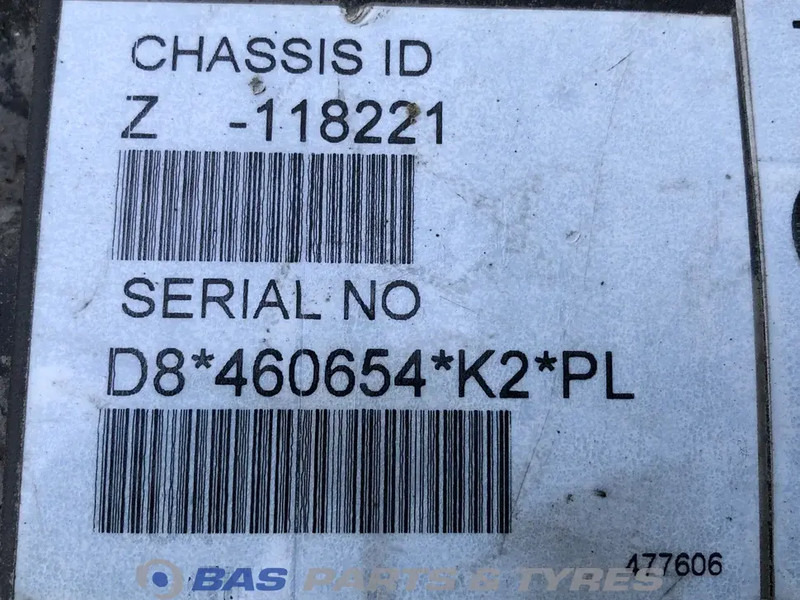 CHASSIS ID
Z -118221
SERIAL NO
D8*460654*K2*PL
477606
BAS PARTS & TYRES